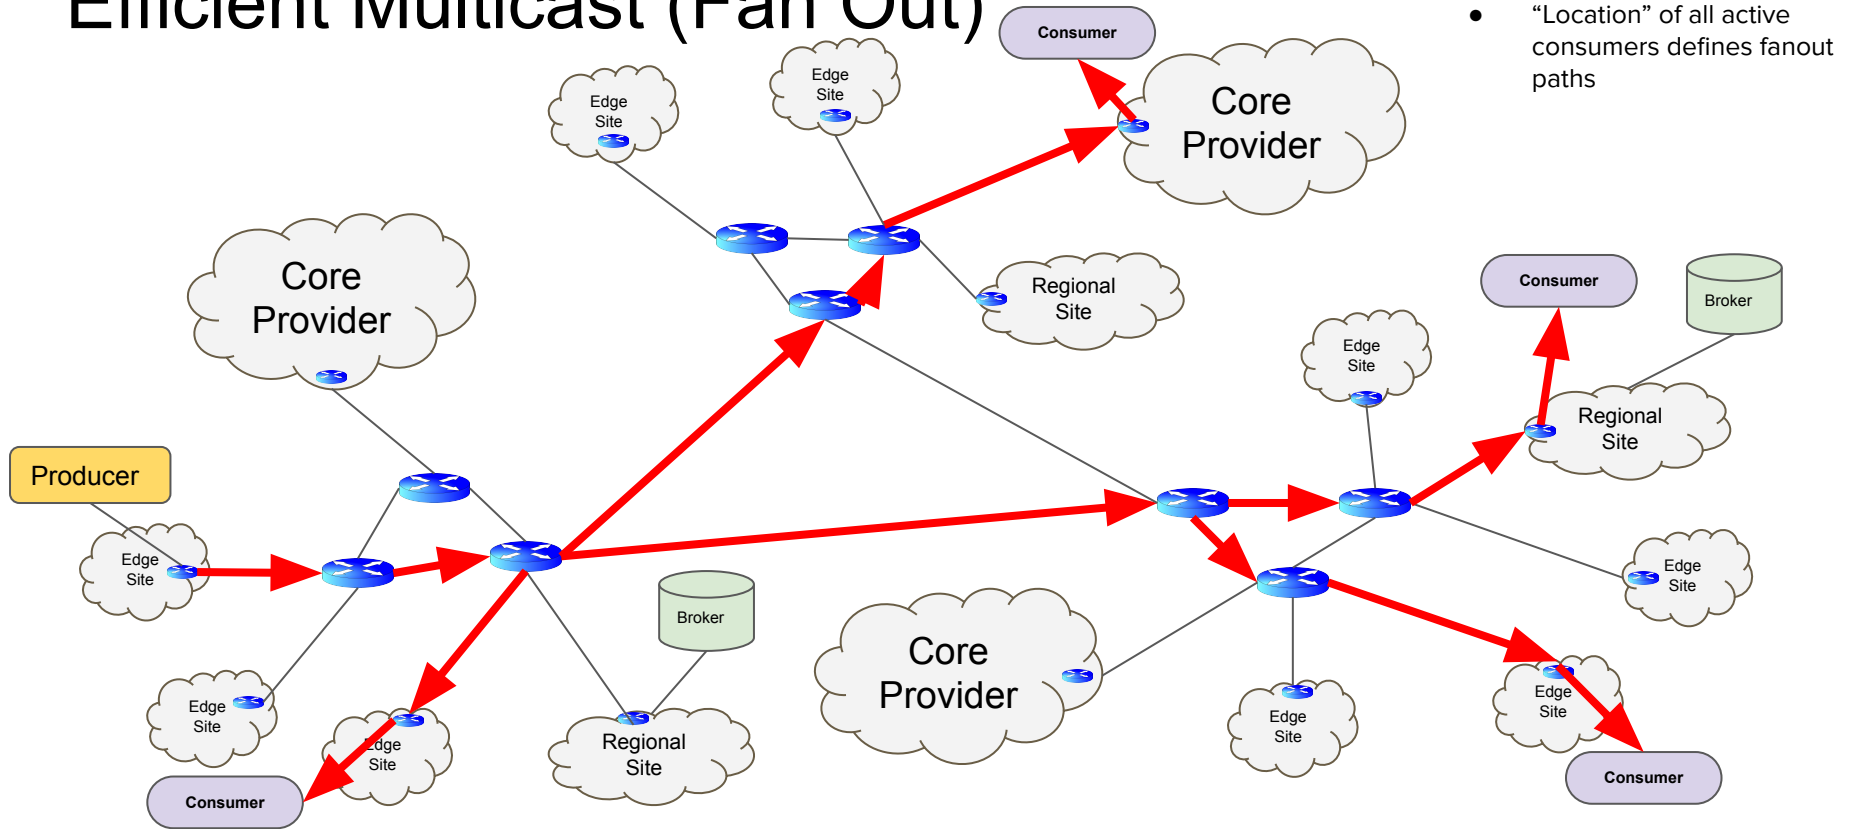 Efficient Multicast (Fan Out)
● “Location” of all active
consumers defines fanout
paths
Consumer
Edge
Site
Edge
Site
Core
Provider
Core
Provider
Regional
Site
Consumer
Broker
Edge
Site
Regional
Site
Producer
Edge
Site
Edge
Site
Broker
Core
Provider
Edge
Site
Edge
Site
Regional
Site
Edge
Site
Edge
Site
Consumer
Consumer